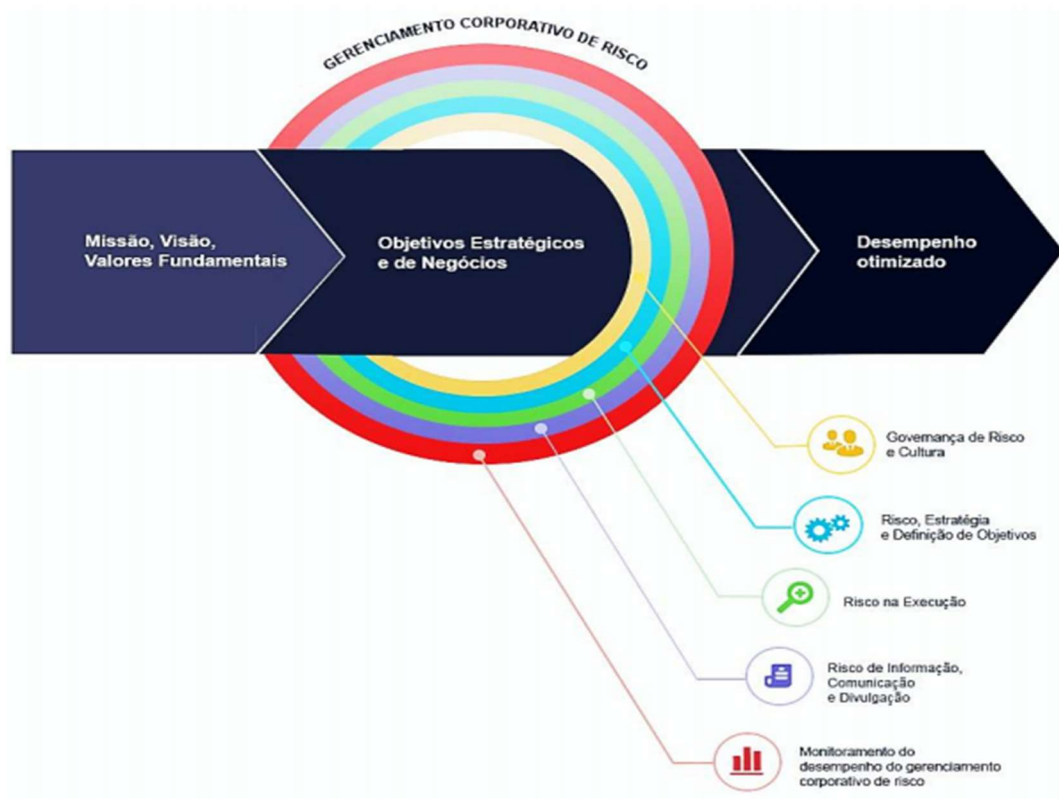 GERENCIAMENTO CORPORATIVO DE RISCO
Missão, Visão,
Valores Fundamentais
Objetivos Estratégicos
e de Negócios
Desempenho
otimizado
Governança de Risco
e Cultura
Risco, Estratégia
e Definição de Objetivos
Risco na Execução
Risco de Informação,
Comunicação
e Divulgação
Monitoramento do
desempenho do gerenciamento
corporativo de risco